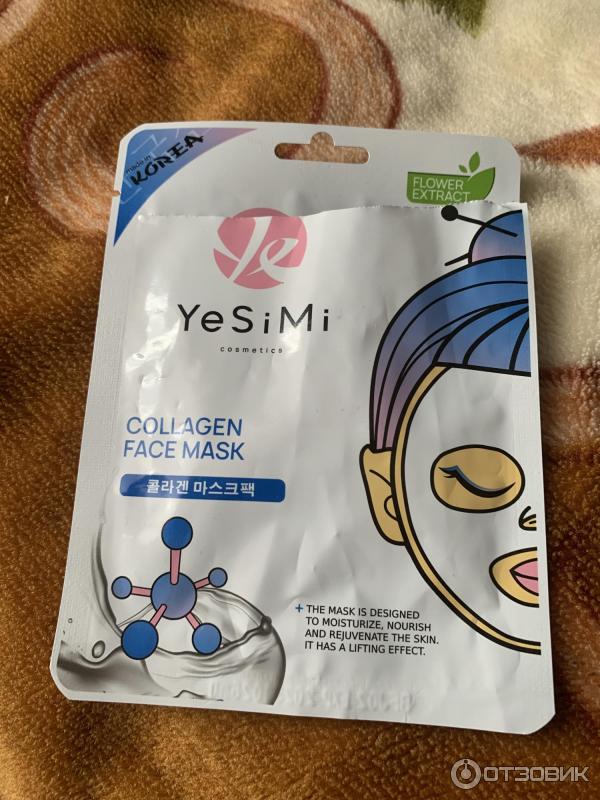 made in
KOREA
FLOWER
EXTRACT
Ye
YeSiMi
cosmetics
COLLAGEN
FACE MASK
콜라겐 마스크팩
+ THE MASK IS DESIGNED
TO MOISTURIZE, NOURISH
AND REJUVENATE THE SKIN.
IT HAS A LIFTING EFFECT.
ОТЗОВИК